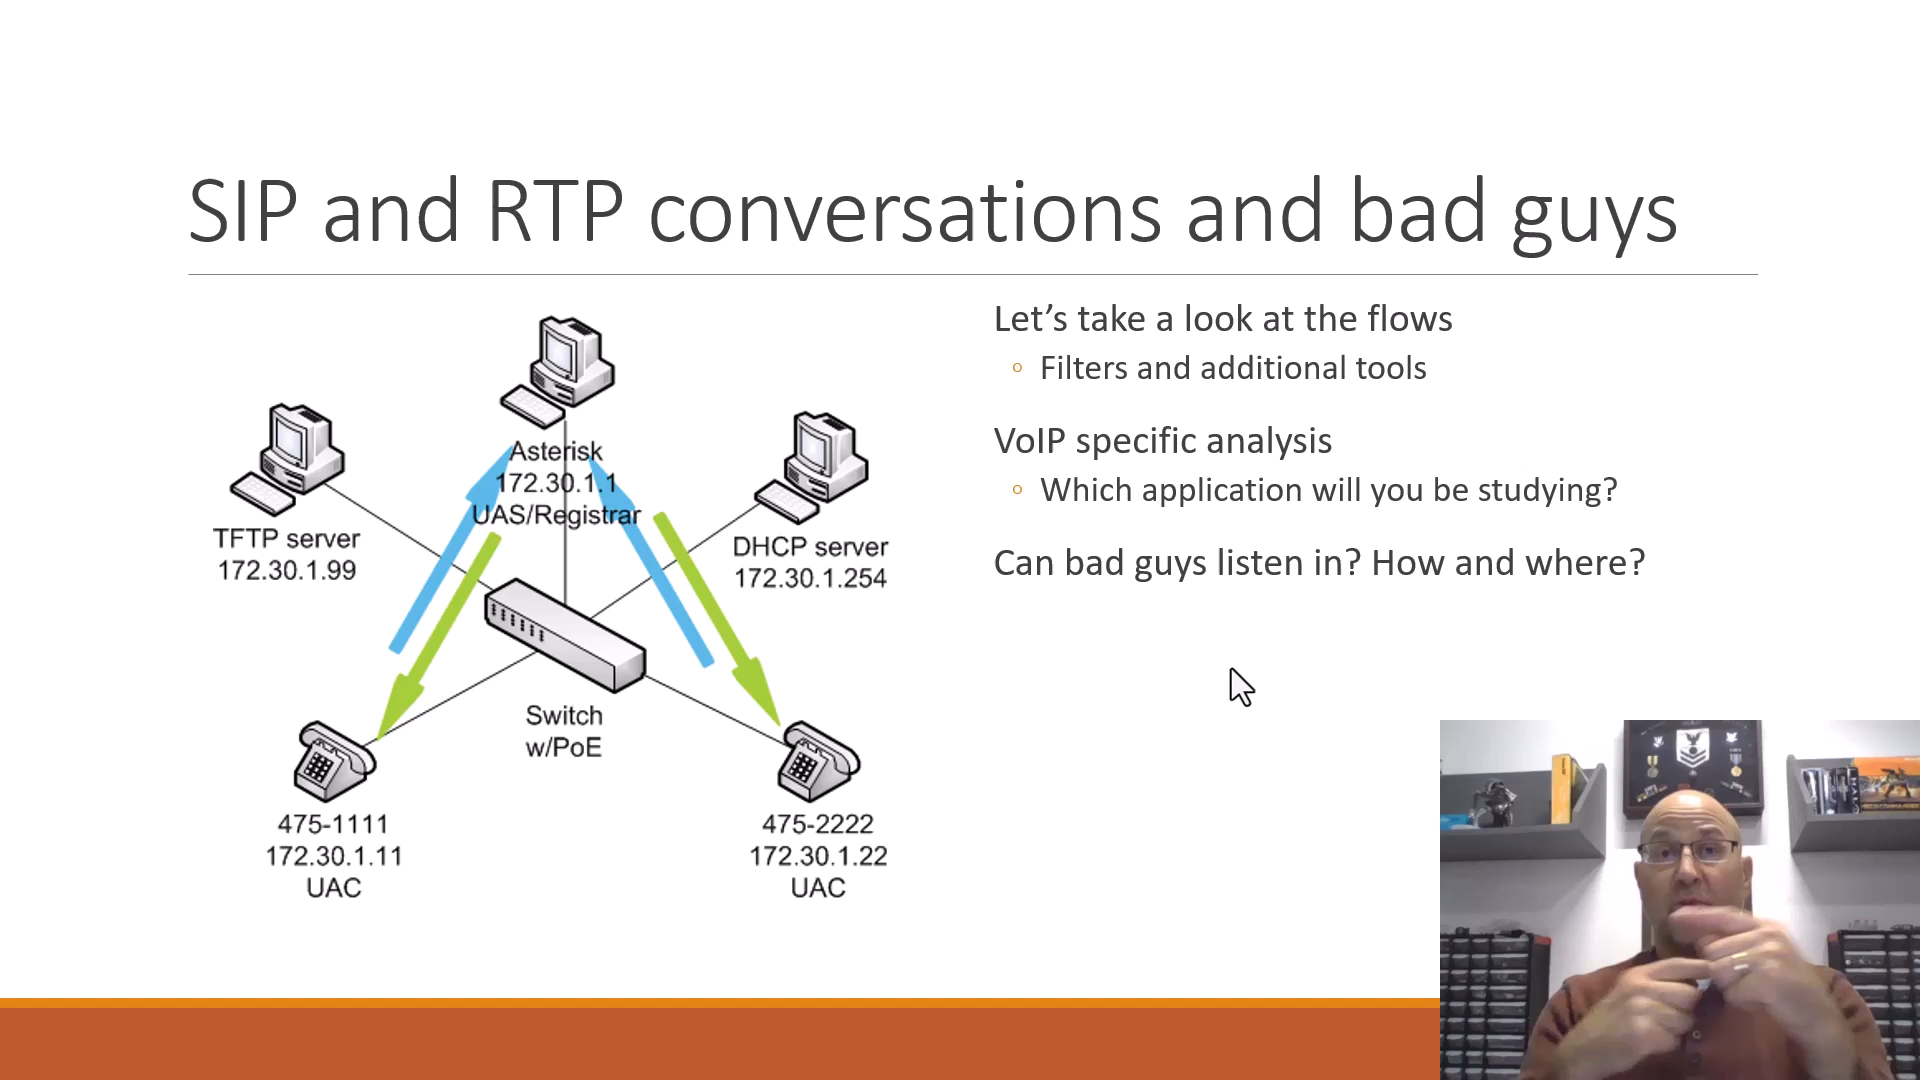 SIP and RTP conversations and bad guys
Let’s take a look at the flows
Filters and additional tools
VoIP specific analysis
Which application will you be studying?
Can bad guys listen in? How and where?
Asterisk
172.30.1.1
UAS/Registrar
TFTP server
172.30.1.99
DHCP server
172.30.1.254
Switch
w/PoE
475-1111
172.30.1.11
UAC
475-2222
172.30.1.22
UAC